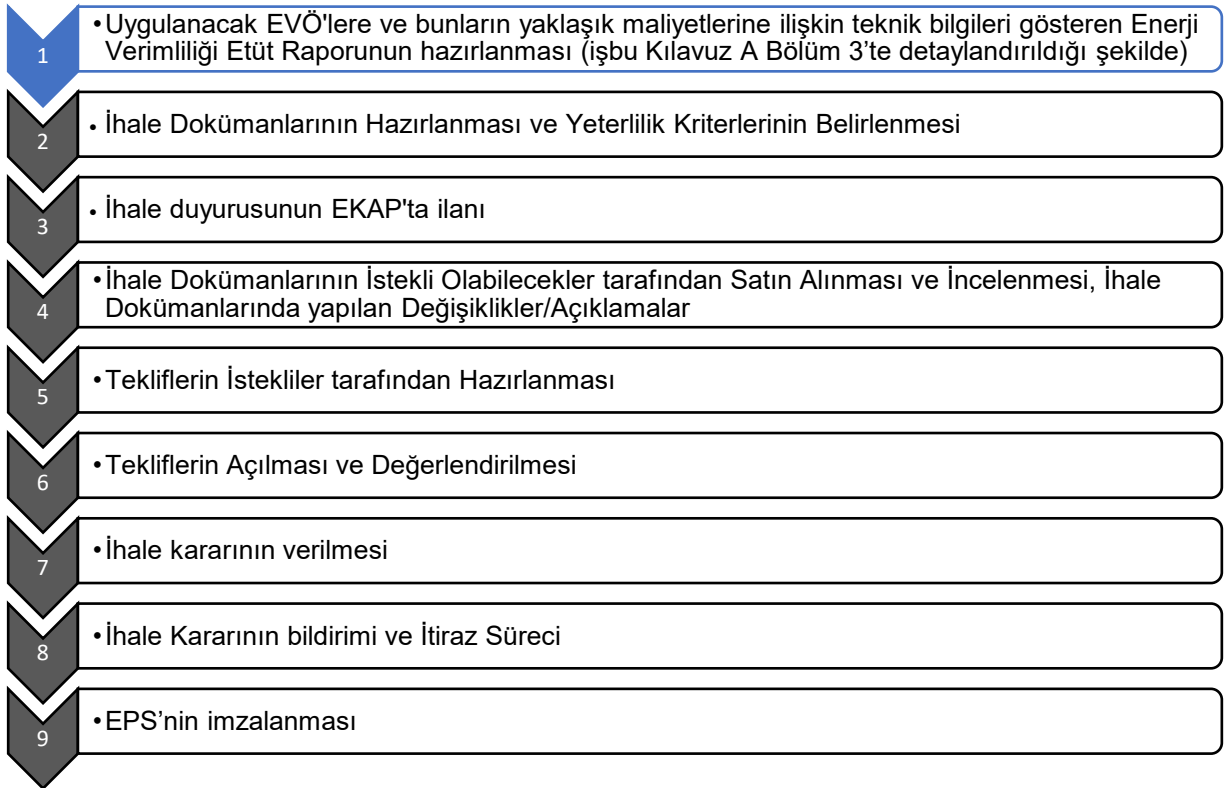 1
•Uygulanacak EVÖ'lere ve bunların yaklaşık maliyetlerine ilişkin teknik bilgileri gösteren Enerji
Verimliliği Etüt Raporunun hazırlanması (işbu Kılavuz A Bölüm 3’te detaylandırıldığı şekilde)
2
• İhale Dokümanlarının Hazırlanması ve Yeterlilik Kriterlerinin Belirlenmesi
3
• İhale duyurusunun EKAP'ta ilanı
4
•İhale Dokümanlarının İstekli Olabilecekler tarafından Satın Alınması ve İncelenmesi, İhale
Dokümanlarında yapılan Değişiklikler/Açıklamalar
5
•Tekliflerin İstekliler tarafından Hazırlanması
6
•Tekliflerin Açılması ve Değerlendirilmesi
7
•İhale kararının verilmesi
8
•İhale Kararının bildirimi ve İtiraz Süreci
9
•EPS’nin imzalanması